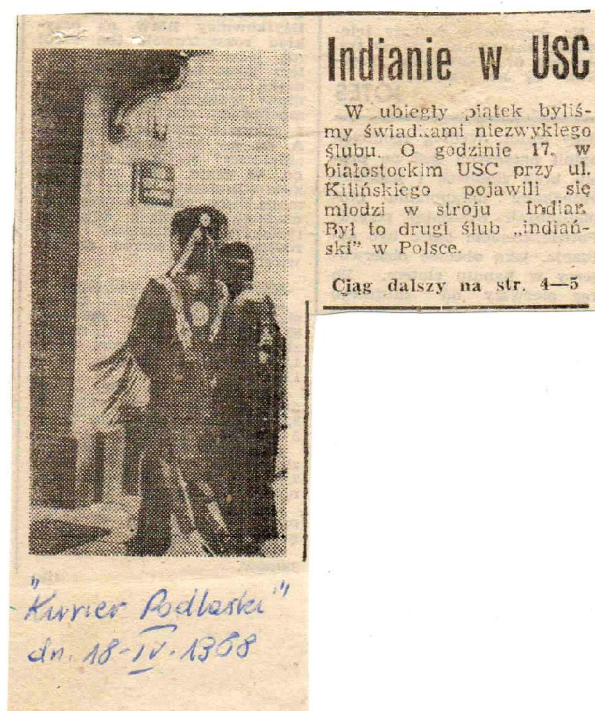 Indianie w USC
W ubiegły piątek byliś-
my świadkami niezwykłego
ślubu. O godzinie 17. w
białostockim USC przy ul.
Kilińskiego pojawili się
młodzi w stroju Indian.
Był to drugi ślub „indiań-
ski” w Polsce.
Ciąg dalszy na str. 4—5
"Kurier Podlaski"
dn. 18-IV-1988